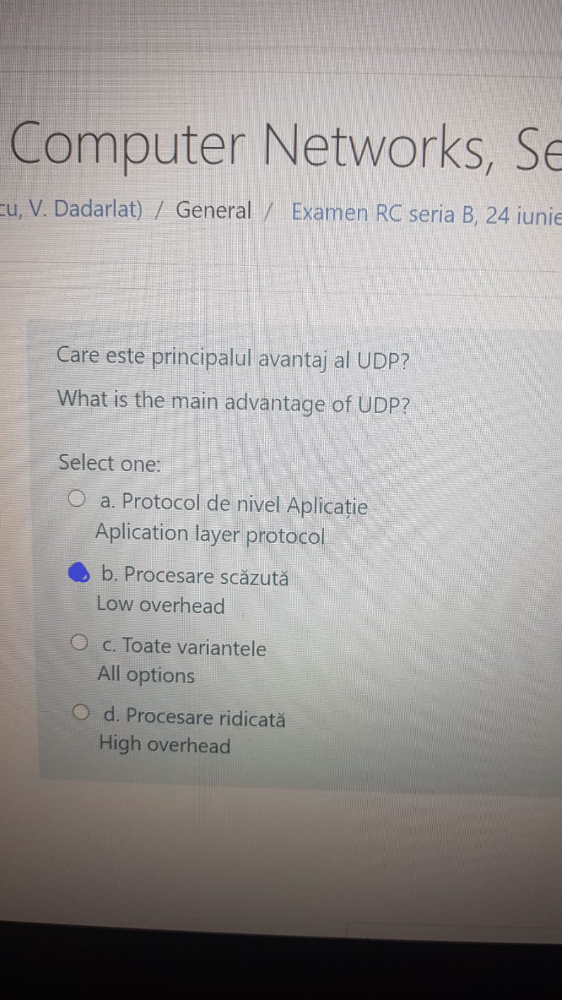 Computer Networks, Se
cu, V. Dadarlat) / General / Examen RC seria B, 24 iunie
Care este principalul avantaj al UDP?
What is the main advantage of UDP?
Select one:
a. Protocol de nivel Aplicație
Aplication layer protocol
b. Procesare scăzută
Low overhead
c. Toate variantele
All options
d. Procesare ridicată
High overhead